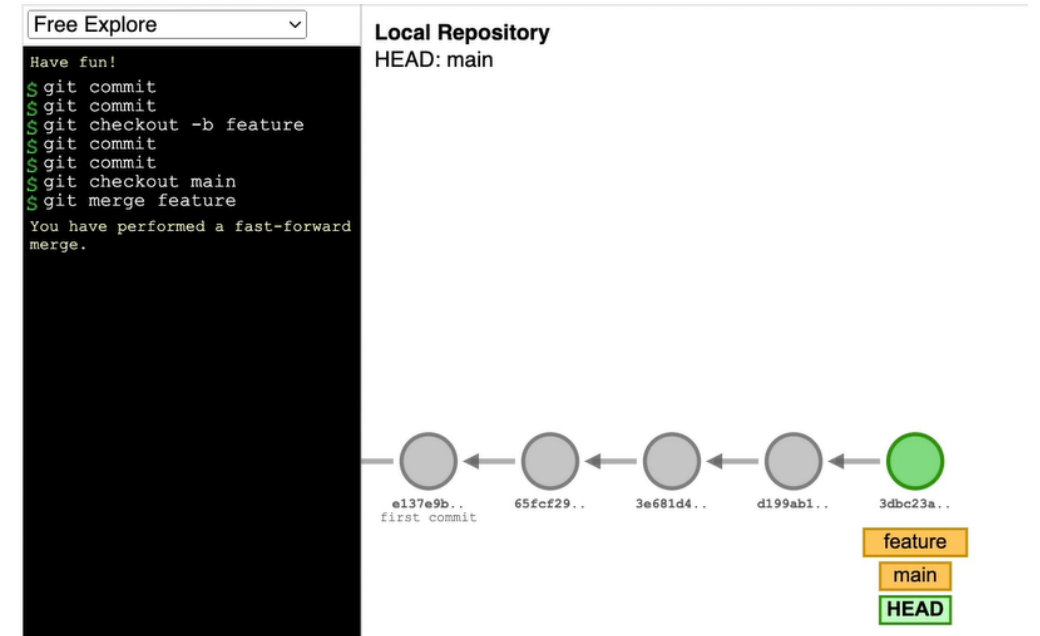 Free Explore
Have fun!
$ git commit
$ git commit
$ git checkout -b feature
$ git commit
$ git commit
$ git checkout main
$ git merge feature
You have performed a fast-forward
merge.
Local Repository
HEAD: main
e137e9b..
first commit
65fcf29..
3e681d4..
d199ab1..
3dbc23a..
feature
main
HEAD